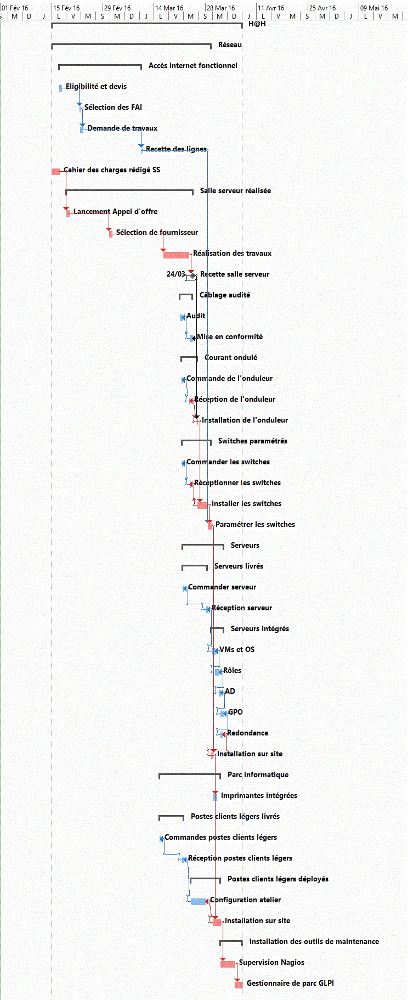 01 Fév 16 15 Fév 16 29 Fév 16 14 Mar 16 28 Mar 16 11 Avr 16 25 Avr 16 09 Mai 16
S M D J L V M S M D J L V M S M D J L V M S M D J L V M
H@H
Réseau
Accès Internet fonctionnel
Eligibilité et devis
Sélection des FAI
Demande de travaux
Recette des lignes
Cahier des charges rédigé SS
Salle serveur réalisée
Lancement Appel d'offre
Sélection de fournisseur
Réalisation des travaux
24/03 Recette salle serveur
Câblage audité
Audit
Mise en conformité
Courant ondulé
Commande de l'onduleur
Réception de l'onduleur
Installation de l'onduleur
Switches paramétrés
Commander les switches
Réceptionner les switches
Installer les switches
Paramétrer les switches
Serveurs
Serveurs livrés
Commander serveur
Réception serveur
Serveurs intégrés
VMs et OS
Rôles
AD
GPO
Redondance
Installation sur site
Parc informatique
Imprimantes intégrées
Postes clients légers livrés
Commandes postes clients légers
Réception postes clients légers
Postes clients légers déployés
Configuration atelier
Installation sur site
Installation des outils de maintenance
Supervision Nagios
Gestionnaire de parc GLPI